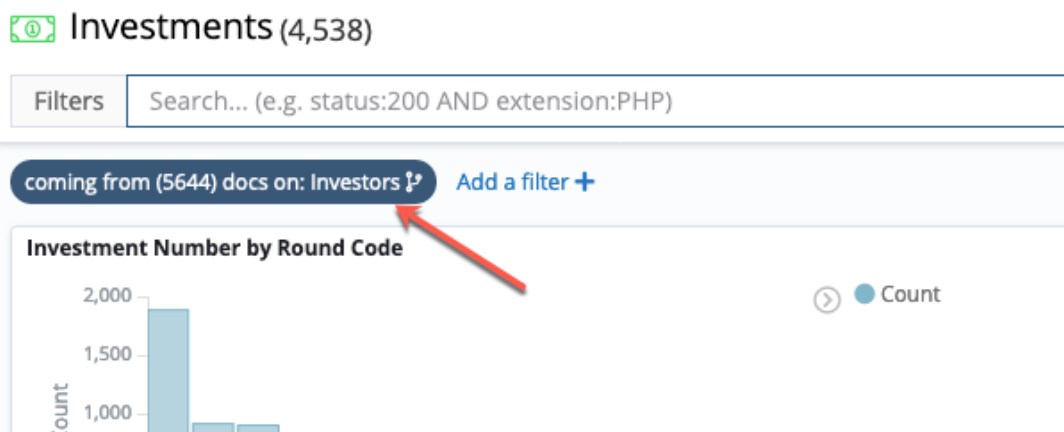 Investments (4,538)
Filters Search... (e.g. status:200 AND extension:PHP)
coming from (5644) docs on: Investors Add a filter
Investment Number by Round Code
2,000
Count
1,500
1,000